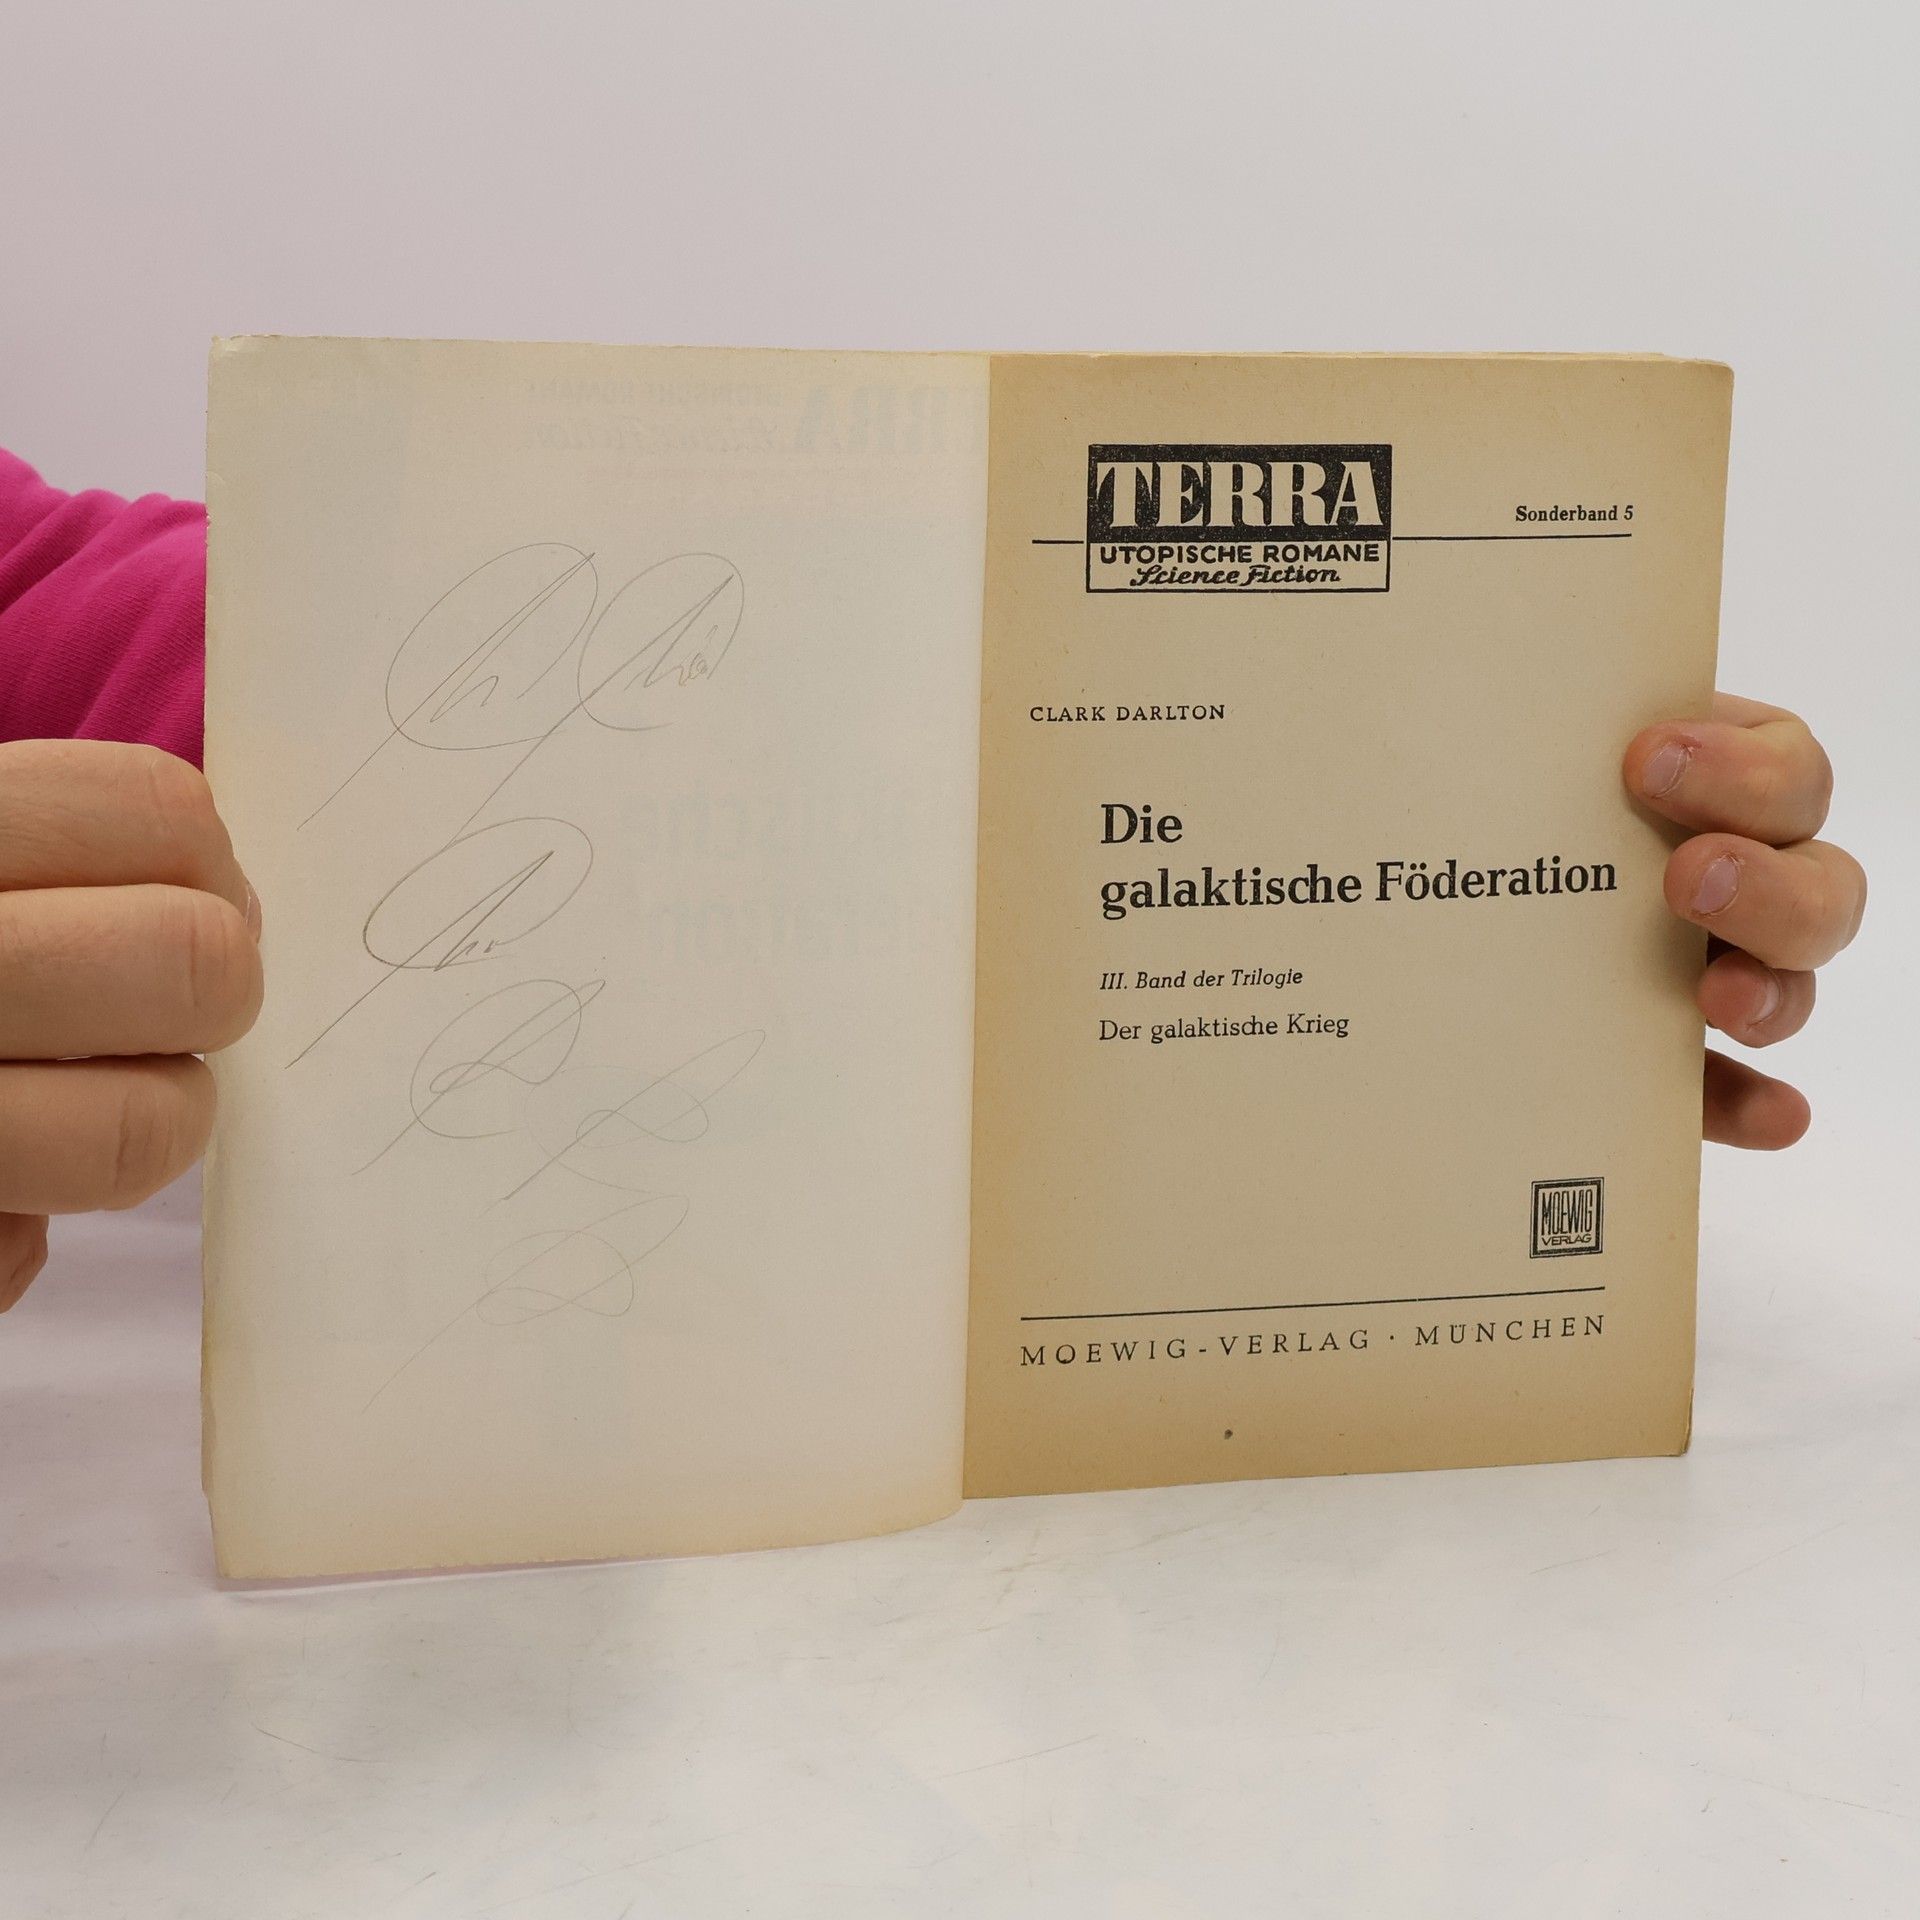 TERRA
UTOPISCHE ROMANE
Science Fiction
Sonderband 5
CLARK DARLTON
Die
galaktische Föderation
III. Band der Trilogie
Der galaktische Krieg
MOEWIG
VERLAG
MOEWIG-VERLAG · MÜNCHEN